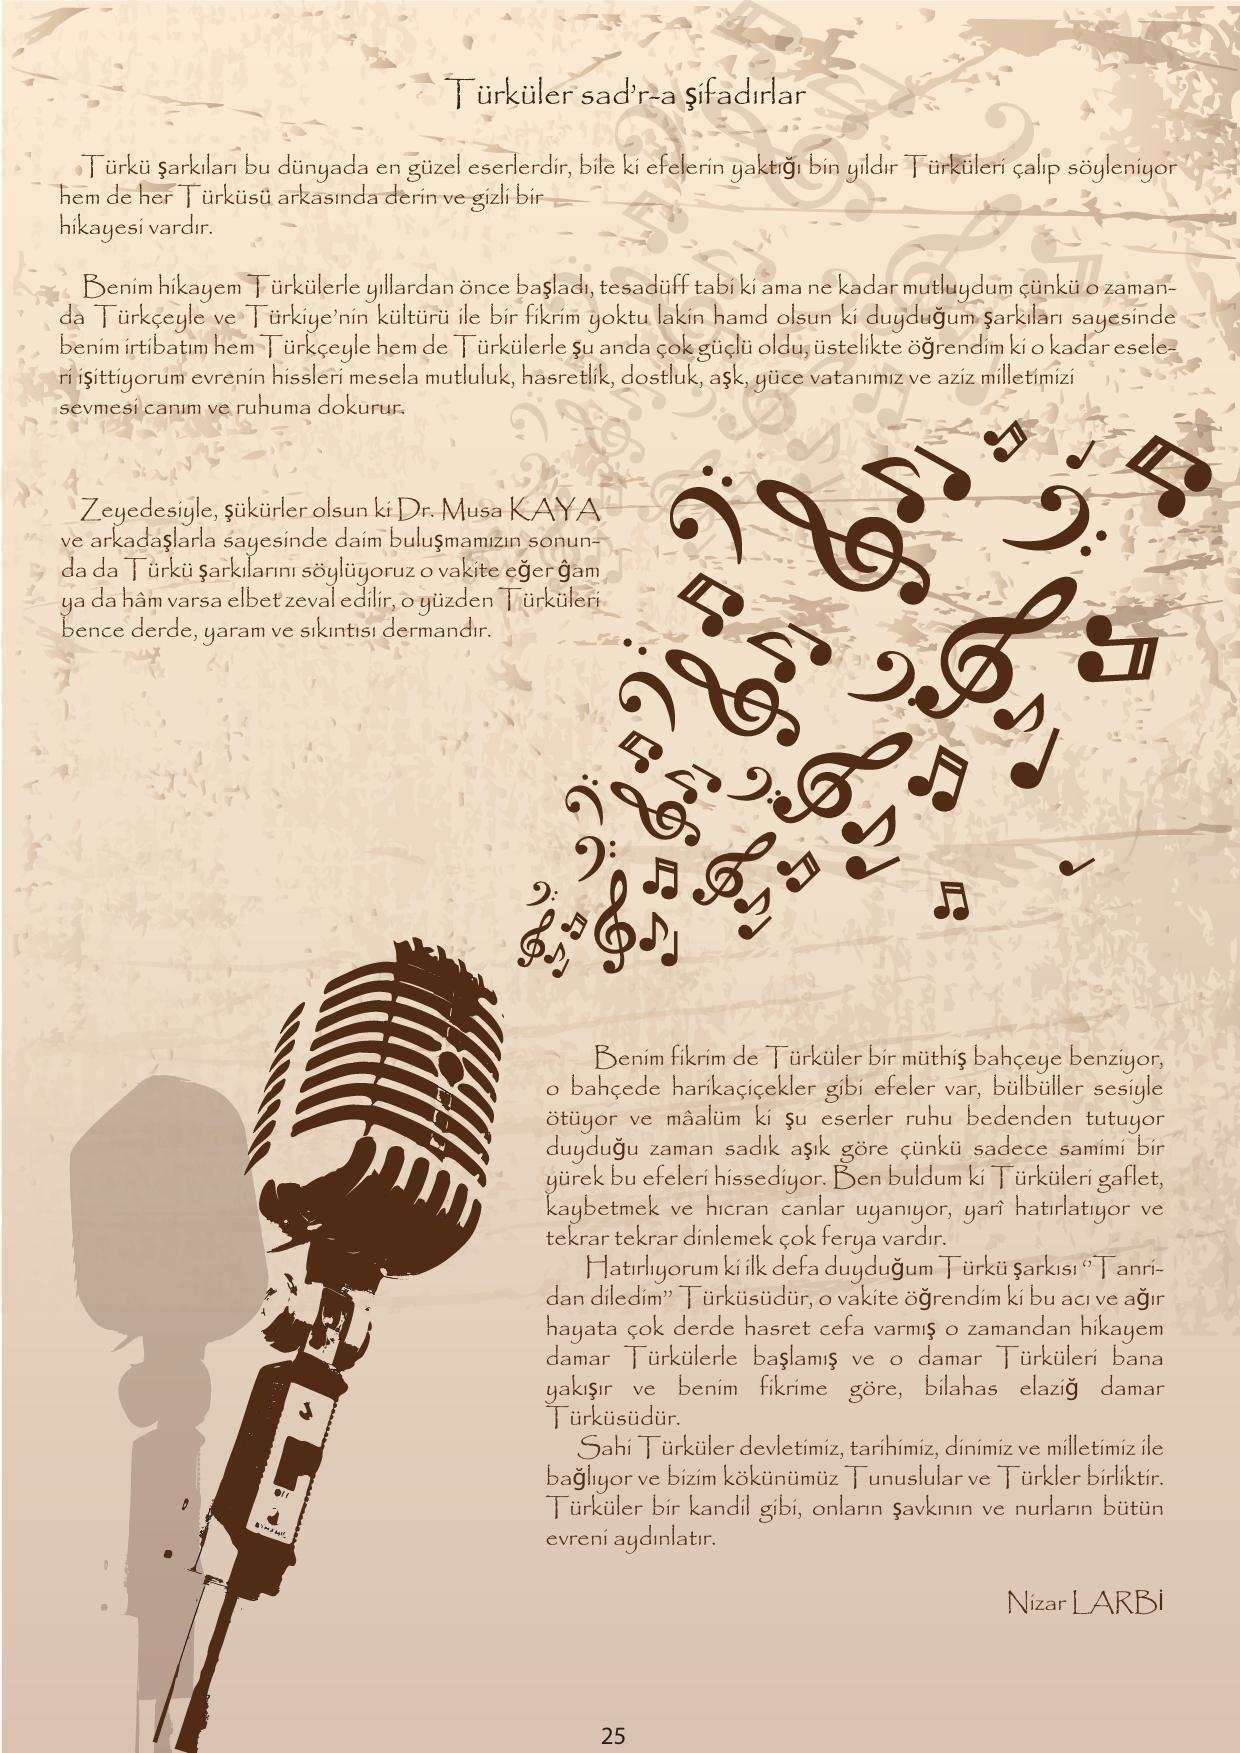 Türküler sad'r-a şifadırlar
Türkü şarkıları bu dünyada en güzel eserlerdir, bile ki efelerin yaktığı bin yildır Türküleri çalıp söyleniyor
hem de her Türküsü arkasında derin ve gizli bir
hikayesi vardır.
Benim hikayem Türkülerle yıllardan önce başladı, tesadüff tabi ki ama ne kadar mutluydum çünkü o zaman-
da Türkçeyle ve Türkiye'nin kültürü ile bir fikrim yoktu lakin hamd olsun ki duyduğum şarkıları sayesinde
benim irtibatım hem Türkçeyle hem de Türkülerle şu anda çok güçlü oldu, üstelikte öğrendim ki o kadar esele-
ri ışittiyorum evrenin hissleri mesela mutluluk, hasretlik, dostluk, aşk, yüce vatanımız ve aziz milletimizi
sevmesi canım ve ruhuma dokurur.
Zeyedesiyle, şükürler olsun ki Dr. Musa KAYA
ve arkadaşlarla sayesinde daim buluşmamızın sonun-
da da Türkü şarkılarını söylüyoruz o vakite eğer ĝam
ya da hâm varsa elbet zeval edilir, o yüzden Türküleri
bence derde, yaram ve sıkıntısı dermandır.
Benim fikrim de Türküler bir müthiş bahçeye benziyor,
o bahçede harikaçiçekler gibi efeler var, bülbüller sesiyle
ötüyor ve mâalüm ki şu eserler ruhu bedenden tutuyor
duyduğu zaman sadık aşık göre çünkü sadece samimi bir
yürek bu efeleri hissediyor. Ben buldum ki Türküleri gaflet,
kaybetmek ve hıcran canlar uyanıyor, yarî hatırlatıyor ve
tekrar tekrar dinlemek çok ferya vardır.
Hatırlıyorum ki ilk defa duyduğum Türkü şarkısı ‘’Tanri-
dan diledim’’ Türküsüdür, o vakite öğrendim ki bu acı ve ağır
hayata çok derde hasret cefa varmış o zamandan hikayem
damar Türkülerle başlamış ve o damar Türküleri bana
yakışır ve benim fikrime göre, bilahas elaziğ damar
Türküsüdür.
Sahi Türküler devletimiz, tarihimiz, dinimiz ve milletimiz ile
bağlıyor ve bizim kökünümüz Tunuslular ve Türkler birliktir.
Türküler bir kandil gibi, onların şavkının ve nurların bütün
evreni aydınlatır.
Nizar LARBİ
25